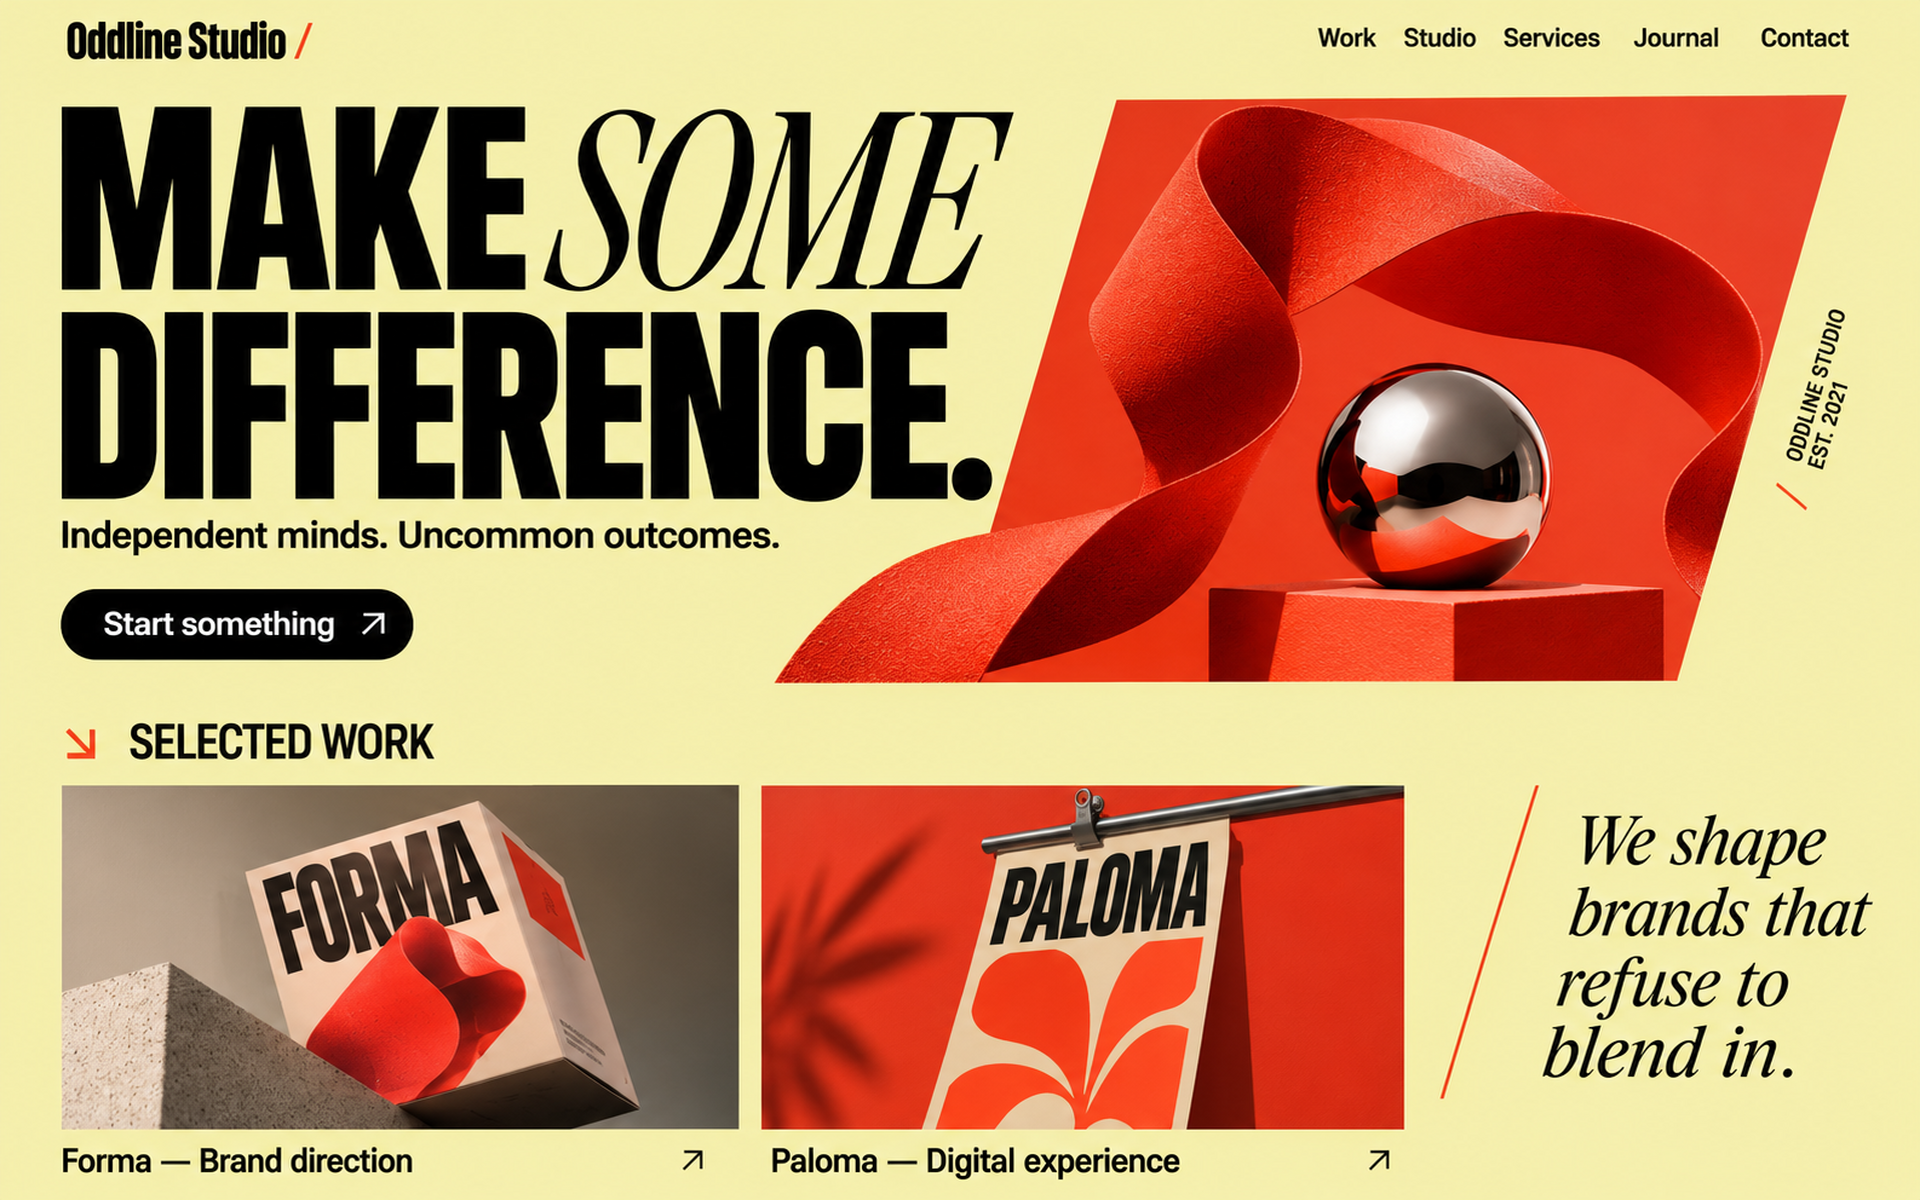 Oddline Studio /
Work Studio Services Journal Contact
MAKE SOME
DIFFERENCE.
Independent minds. Uncommon outcomes.
Start something
ODDLINE STUDIO
EST. 2021
SELECTED WORK
FORMA
PALOMA
We shape
brands that
refuse to
blend in.
Forma — Brand direction
Paloma — Digital experience